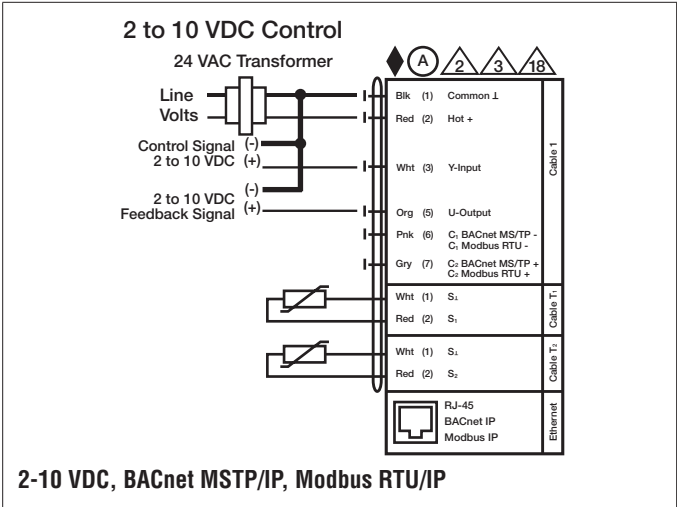 2 to 10 VDC Control
24 VAC Transformer
A 2 3 18
Line
Volts
Control Signal (-)
2 to 10 VDC (+)
2 to 10 VDC (-)
Feedback Signal (+)
Blk (1) Common ⊥
Red (2) Hot +
Wht (3) Y-Input
Org (5) U-Output
Pnk (6) C₁ BACnet MS/TP -
C₁ Modbus RTU -
Gry (7) C₂ BACnet MS/TP +
C₂ Modbus RTU +
Cable 1
Wht (1) S⊥
Red (2) S₁
Cable T₁
Wht (1) S⊥
Red (2) S₂
Cable T₂
RJ-45
BACnet IP
Modbus IP
Ethernet
2-10 VDC, BACnet MSTP/IP, Modbus RTU/IP